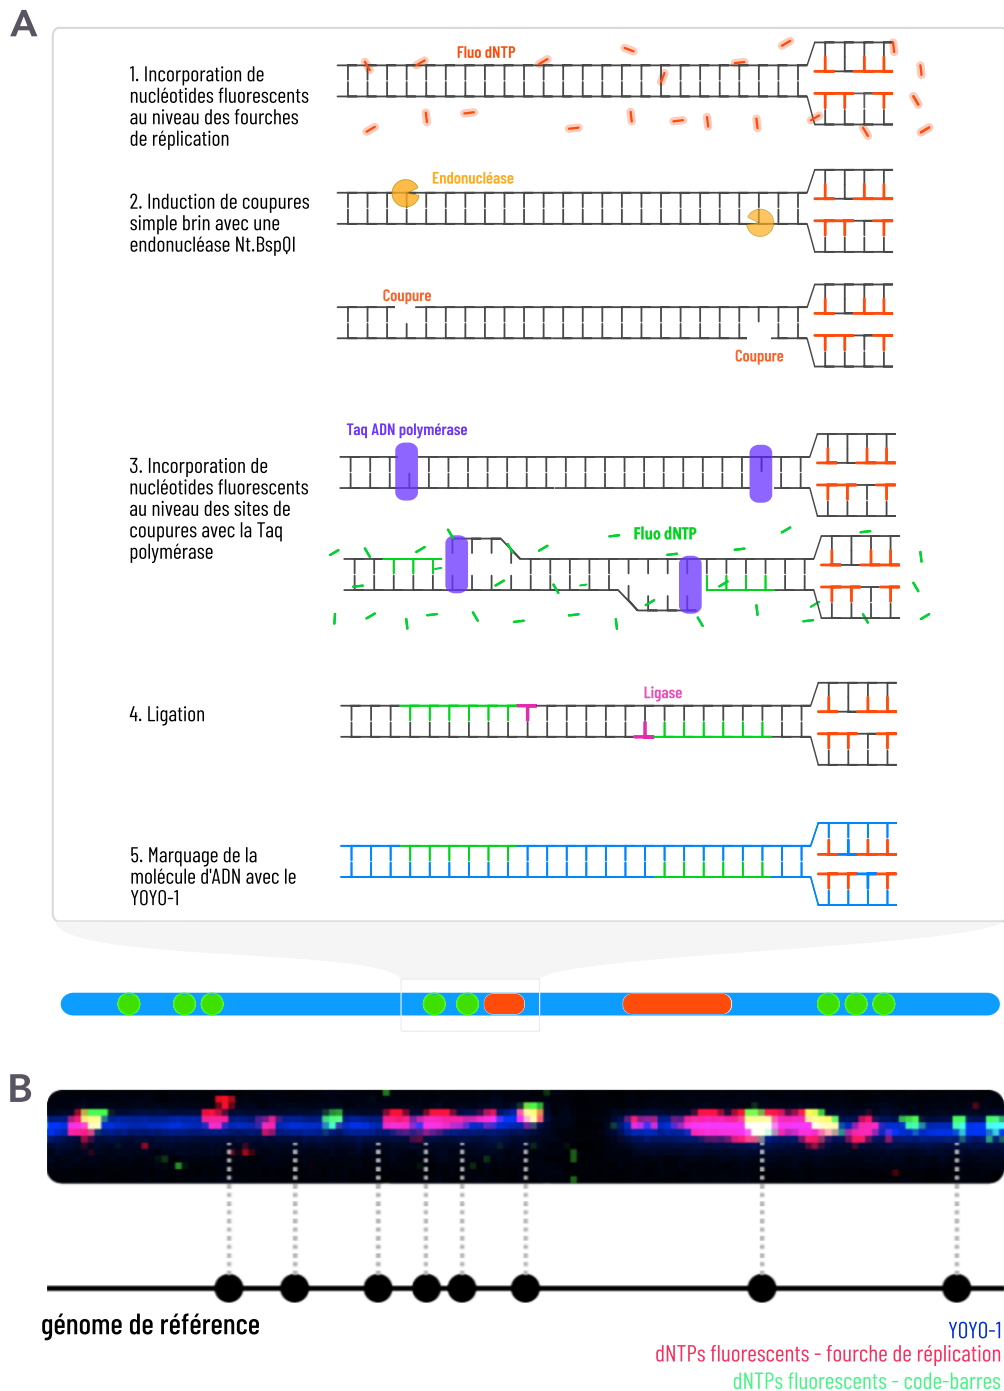 A
1. Incorporation de
nucléotides fluorescents
au niveau des fourches
de réplication
Fluo dNTP
2. Induction de coupures
simple brin avec une
endonucléase Nt.BspQI
Endonucléase
Coupure
Coupure
Taq ADN polymérase
3. Incorporation de
nucléotides fluorescents
au niveau des sites de
coupures avec la Taq
polymérase
Fluo dNTP
4. Ligation
Ligase
5. Marquage de la
molécule d'ADN avec le
YOYO-1
B
génome de référence
YOYO-1
dNTPs fluorescents - fourche de réplication
dNTPs fluorescents - code-barres